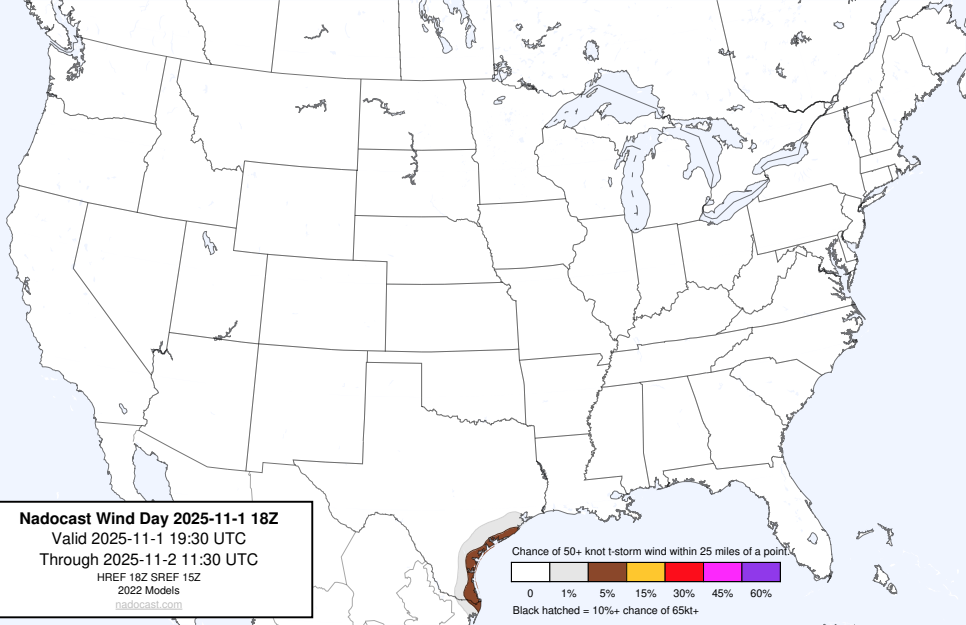 Nadocast Wind Day 2025-11-1 18Z
Valid 2025-11-1 19:30 UTC
Through 2025-11-2 11:30 UTC
HREF 18Z SREF 15Z
2022 Models
nadocast.com
Chance of 50+ knot t-storm wind within 25 miles of a point.
0 1% 5% 15% 30% 45% 60%
Black hatched = 10%+ chance of 65kt+